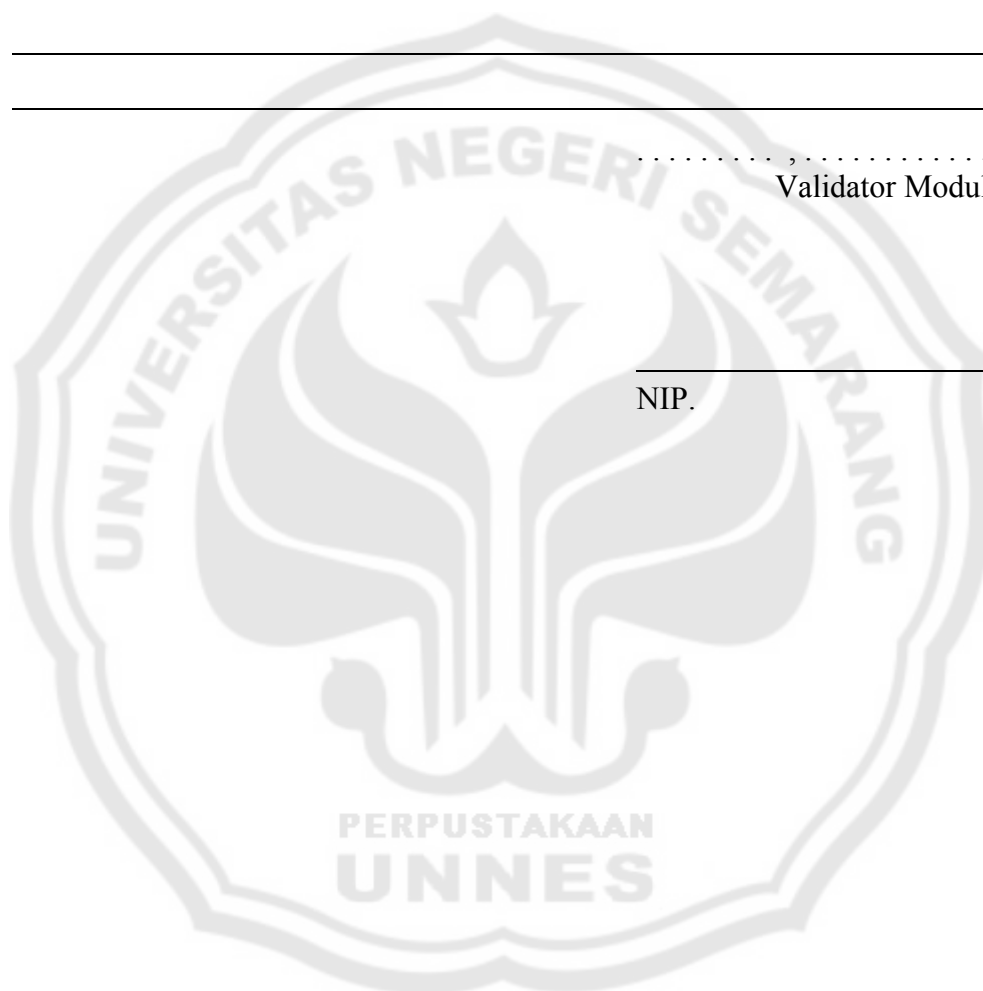 ......... , ............
Validator Modul
NIP.
UNIVERSITAS NEGERI SEMARANG
PERPUSTAKAAN
UNNES